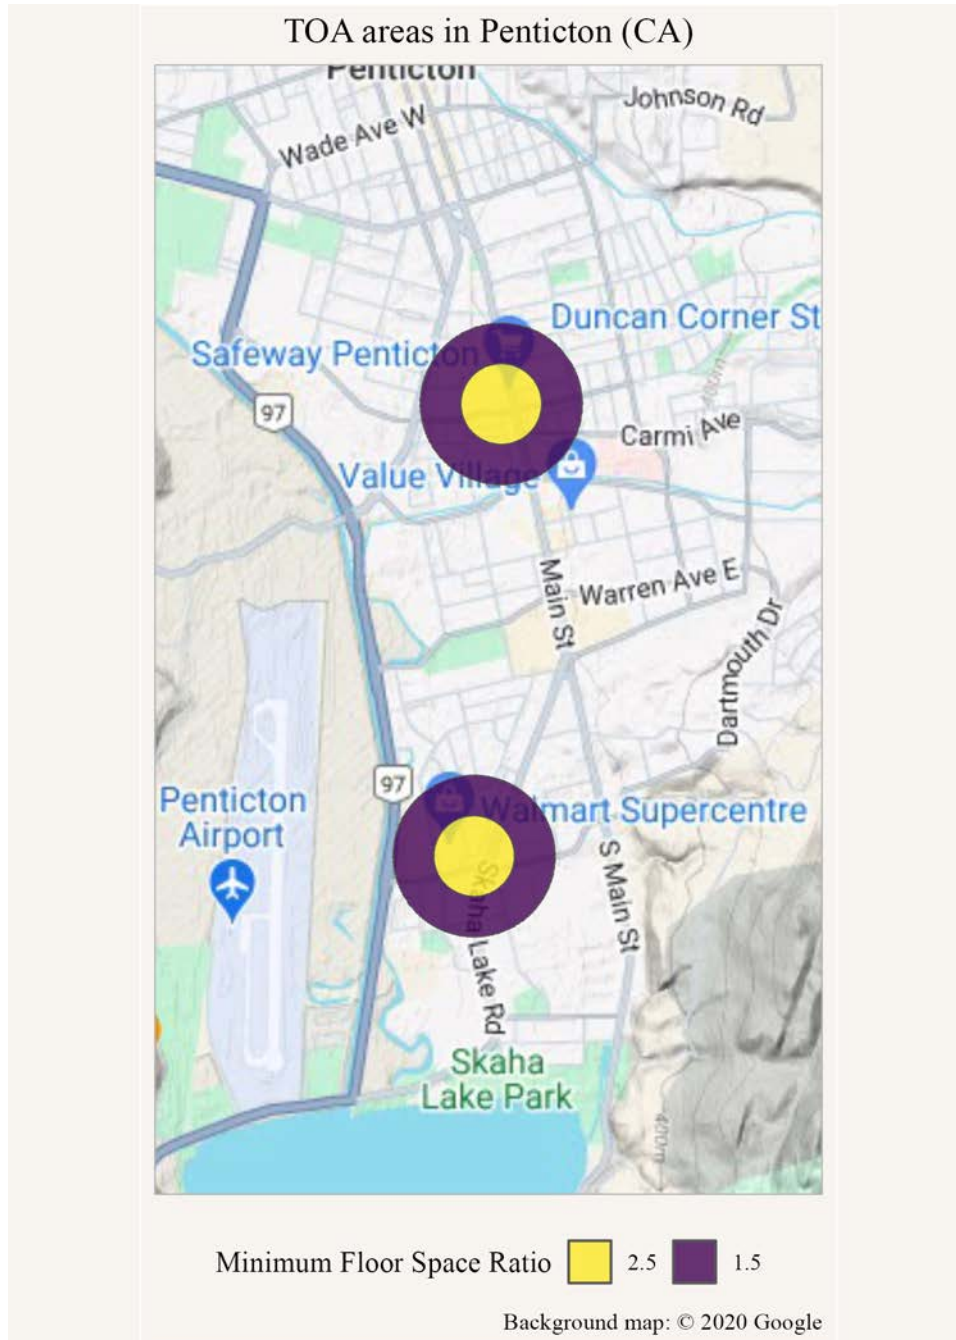 TOA areas in Penticton (CA)
Penticton
Johnson Rd
Wade Ave W
Duncan Corner St
Safeway Penticton
97
Carmi Ave
Value Village
Main St
Warren Ave E
Dartmouth Dr
97
Penticton
Airport
Walmart Supercentre
S Main St
Skaha Lake Rd
Skaha
Lake Park
Minimum Floor Space Ratio 2.5 1.5
Background map: © 2020 Google